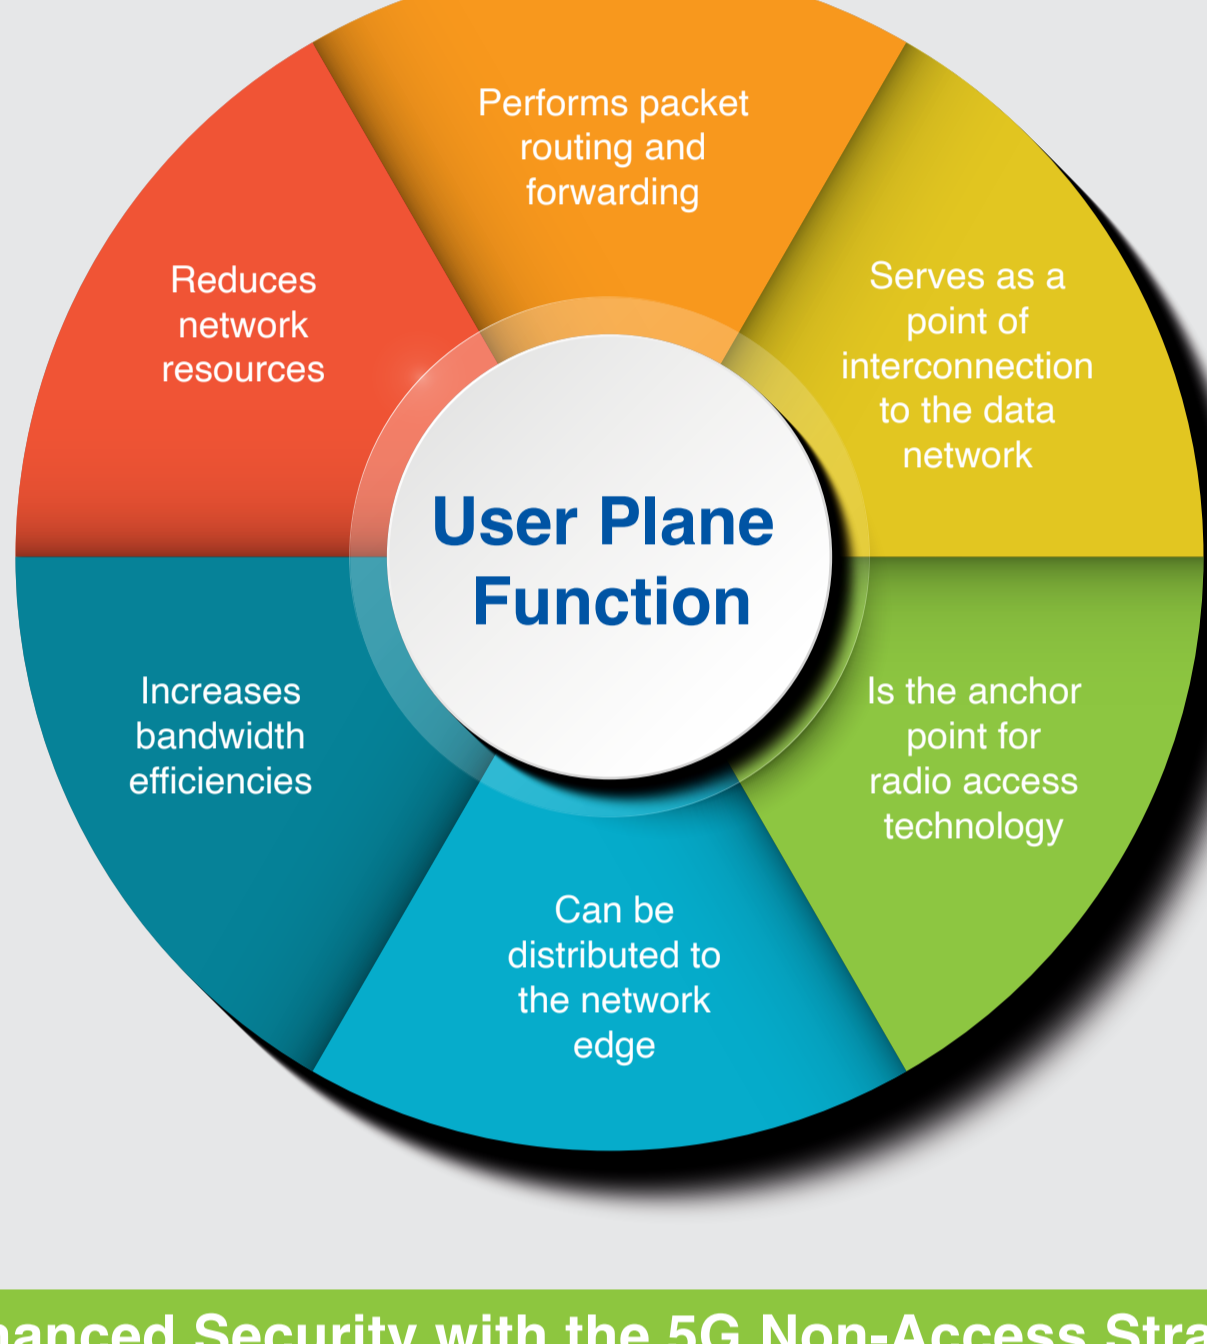 Performs packet
routing and
forwarding
Serves as a
point of
interconnection
to the data
network
Is the anchor
point for
radio access
technology
Can be
distributed to
the network
edge
Increases
bandwidth
efficiencies
Reduces
network
resources
User Plane
Function
Security with the 5G Non-Access